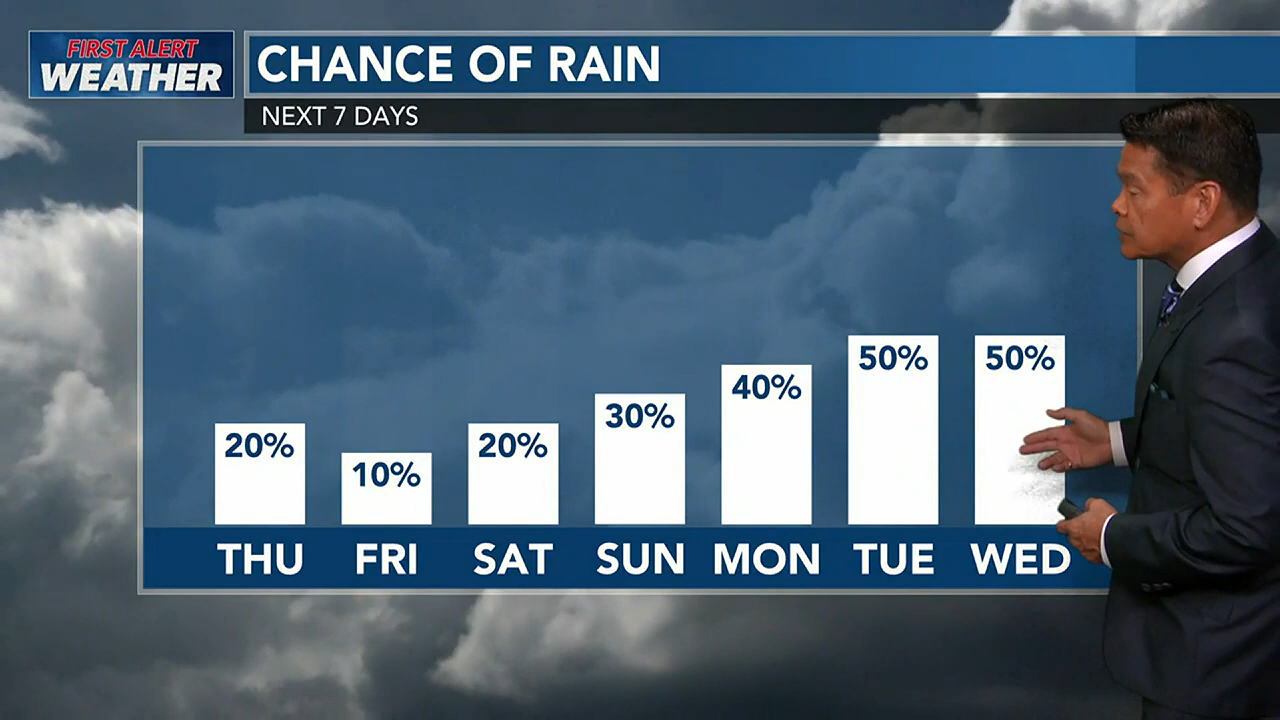 FIRST ALERT
WEATHER
CHANCE OF RAIN
NEXT 7 DAYS
20%
10%
20%
30%
40%
50%
50%
THU FRI SAT SUN MON TUE WED